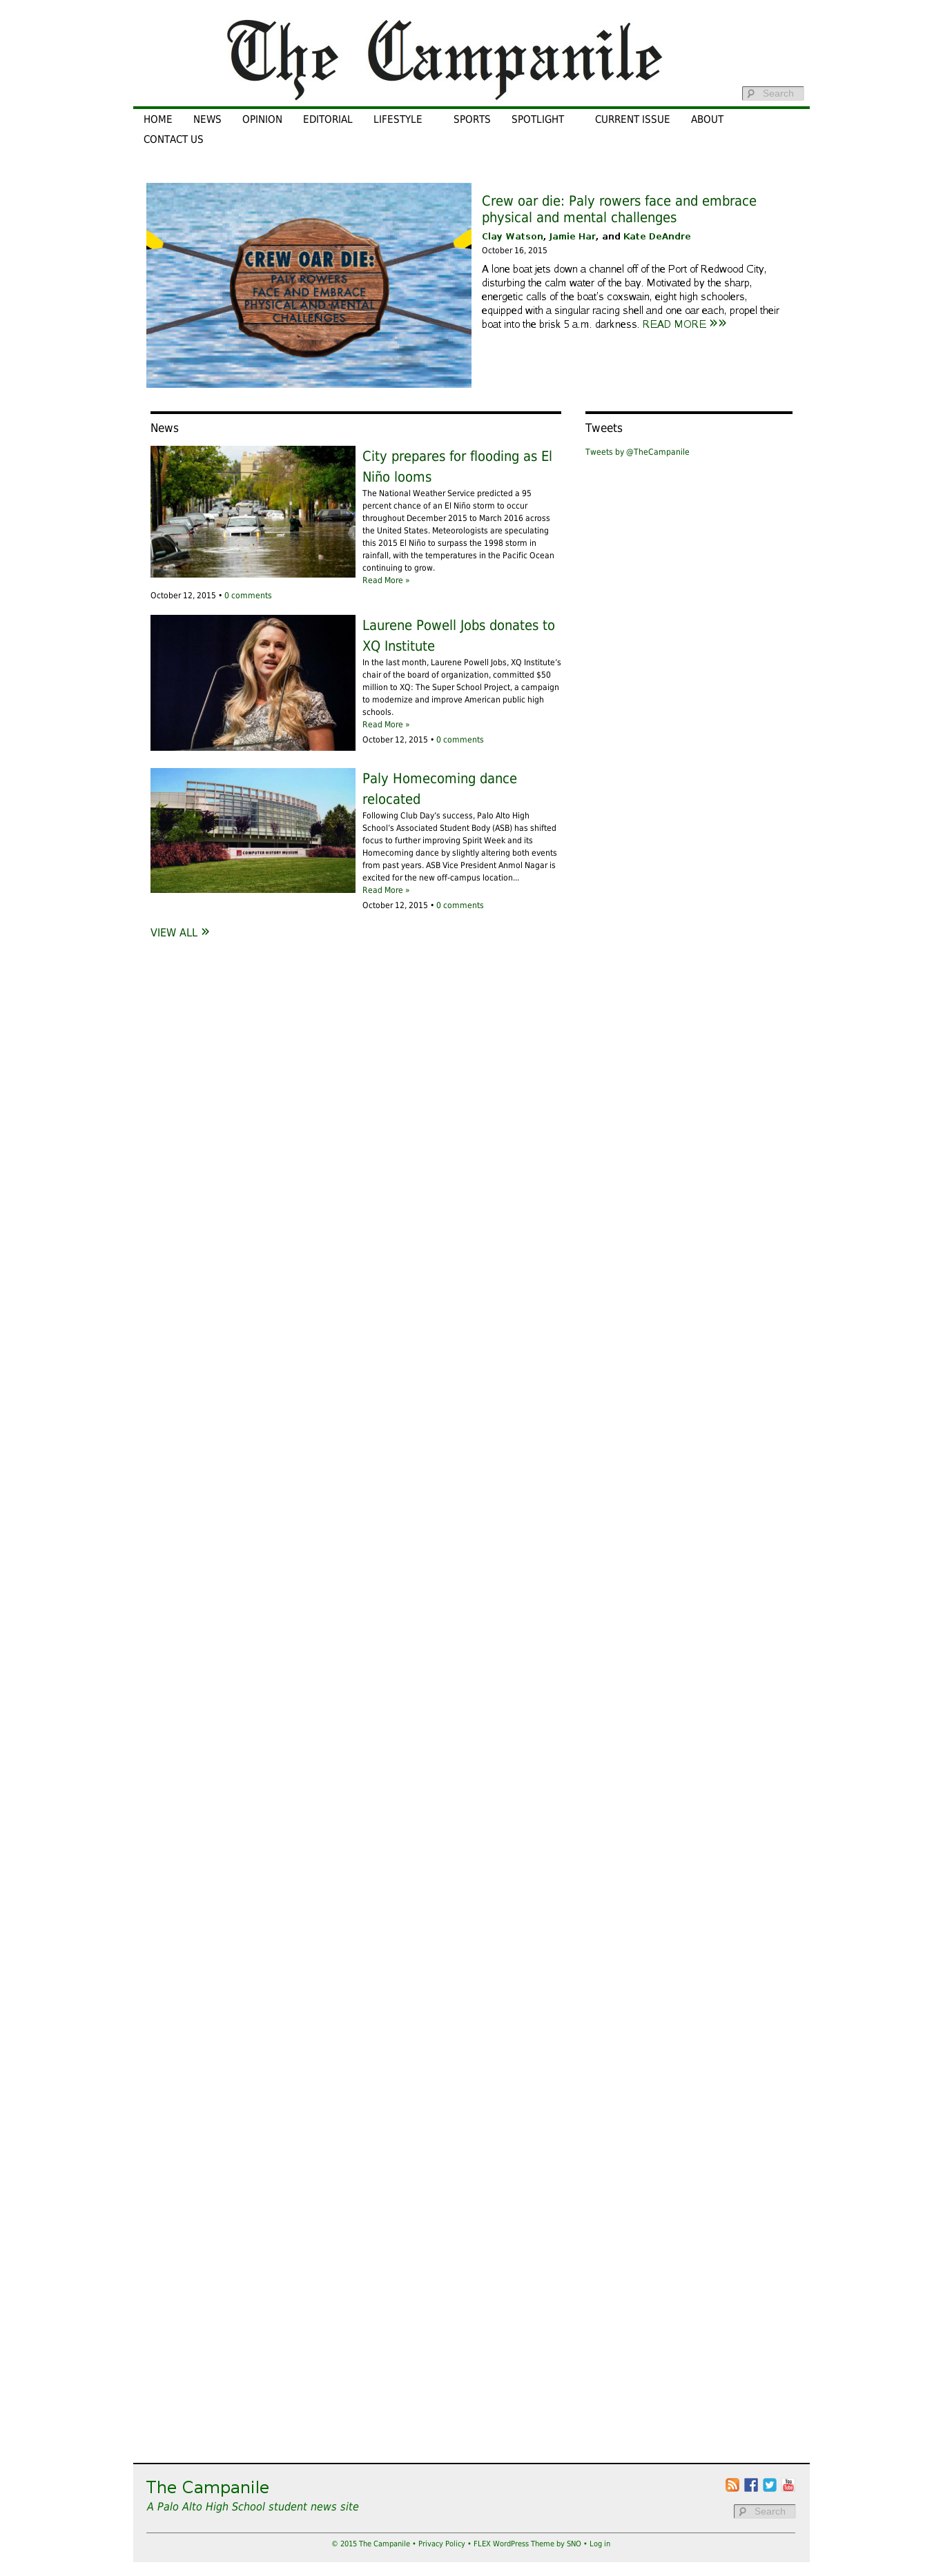 The Campanile
Search
HOME NEWS OPINION EDITORIAL LIFESTYLE SPORTS SPOTLIGHT CURRENT ISSUE ABOUT
CONTACT US
CREW OAR DIE:
PALY ROWERS
FACE AND EMBRACE
PHYSICAL AND MENTAL
CHALLENGES
Crew oar die: Paly rowers face and embrace
physical and mental challenges
Clay Watson, Jamie Har, and Kate DeAndre
October 16, 2015
A lone boat jets down a channel off of the Port of Redwood City,
disturbing the calm water of the bay. Motivated by the sharp,
energetic calls of the boat's coxswain, eight high schoolers,
equipped with a singular racing shell and one oar each, propel their
boat into the brisk 5 a.m. darkness. READ MORE »»
News
City prepares for flooding as El
Niño looms
The National Weather Service predicted a 95
percent chance of an El Niño storm to occur
throughout December 2015 to March 2016 across
the United States. Meteorologists are speculating
this 2015 El Niño to surpass the 1998 storm in
rainfall, with the temperatures in the Pacific Ocean
continuing to grow.
Read More »
October 12, 2015 • 0 comments
Laurene Powell Jobs donates to
XQ Institute
In the last month, Laurene Powell Jobs, XQ Institute's
chair of the board of organization, committed $50
million to XQ: The Super School Project, a campaign
to modernize and improve American public high
schools.
Read More »
October 12, 2015 • 0 comments
COMPUTER HISTORY MUSEUM
Paly Homecoming dance
relocated
Following Club Day's success, Palo Alto High
School's Associated Student Body (ASB) has shifted
focus to further improving Spirit Week and its
Homecoming dance by slightly altering both events
from past years. ASB Vice President Anmol Nagar is
excited for the new off-campus location...
Read More »
October 12, 2015 • 0 comments
VIEW ALL »
Tweets
Tweets by @TheCampanile
The Campanile
A Palo Alto High School student news site
You
Tube
Search
© 2015 The Campanile • Privacy Policy • FLEX WordPress Theme by SNO • Log in